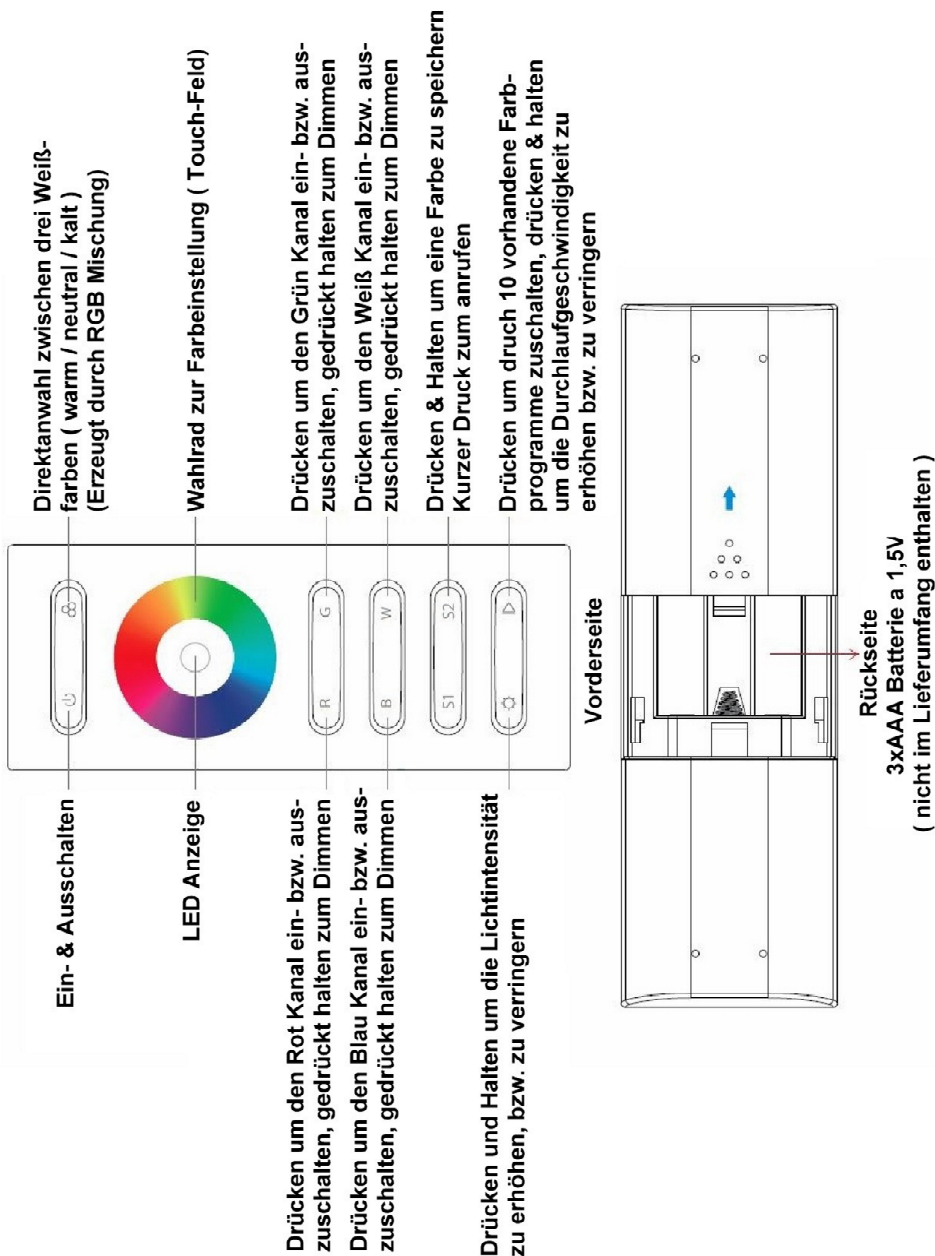 Direktanwahl zwischen drei Weiß-
farben ( warm / neutral / kalt )
(Erzeugt durch RGB Mischung)
Ein- & Ausschalten
Wahlrad zur Farbeinstellung ( Touch-Feld)
LED Anzeige
R
G
Drücken um den Rot Kanal ein- bzw. aus-
zuschalten, gedrückt halten zum Dimmen
Drücken um den Grün Kanal ein- bzw. aus-
zuschalten, gedrückt halten zum Dimmen
B
W
Drücken um den Blau Kanal ein- bzw. aus-
zuschalten, gedrückt halten zum Dimmen
Drücken um den Weiß Kanal ein- bzw. aus-
zuschalten, gedrückt halten zum Dimmen
S1
S2
Drücken & Halten um eine Farbe zu speichern
Kurzer Druck zum anrufen
Drücken und Halten um die Lichtintensität
zu erhöhen, bzw. zu verringern
Drücken um druch 10 vorhandene Farb-
programme zuschalten, drücken & halten
um die Durchlaufgeschwindigkeit zu
erhöhen bzw. zu verringern
Vorderseite
Rückseite
3xAAA Batterie a 1,5V
( nicht im Lieferumfang enthalten )